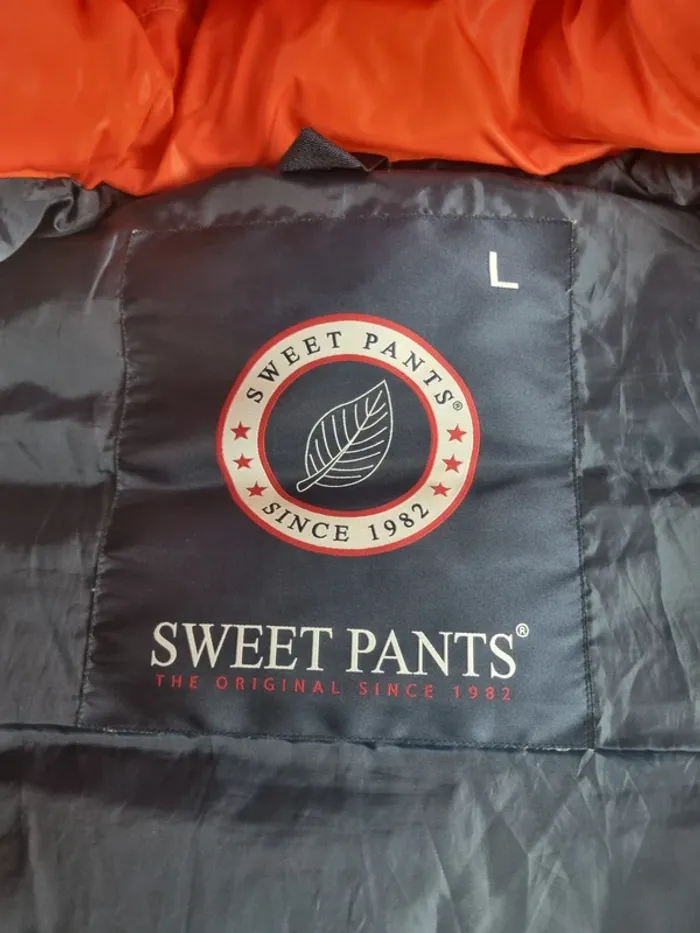 L
SWEET PANTS®
SINCE 1982
SWEET PANTS®
THE ORIGINAL SINCE 1982